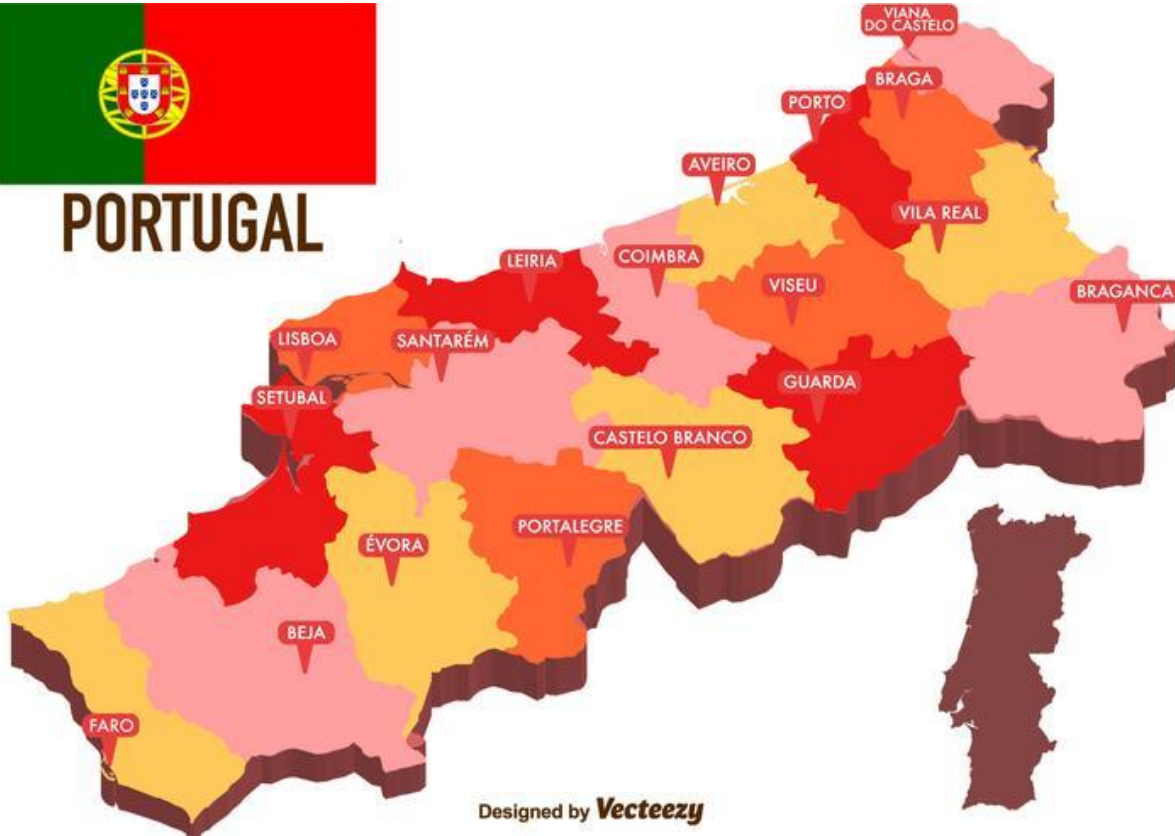 PORTUGAL
VIANA
DO CASTELO
BRAGA
PORTO
AVEIRO
VILA REAL
LEIRIA
COIMBRA
VISEU
BRAGANCA
LISBOA
SANTARÉM
GUARDA
SETUBAL
CASTELO BRANCO
PORTALEGRE
ÉVORA
BEJA
FARO
Designed by Vecteezy